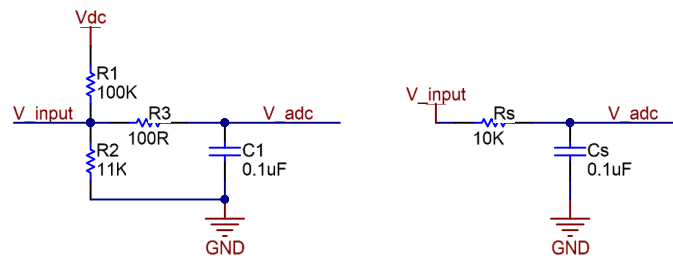 Vdc
R1
100K
V_input
R3
100R
V_adc
R2
11K
C1
0.1uF
GND
V_input
Rs
10K
V_adc
Cs
0.1uF
GND